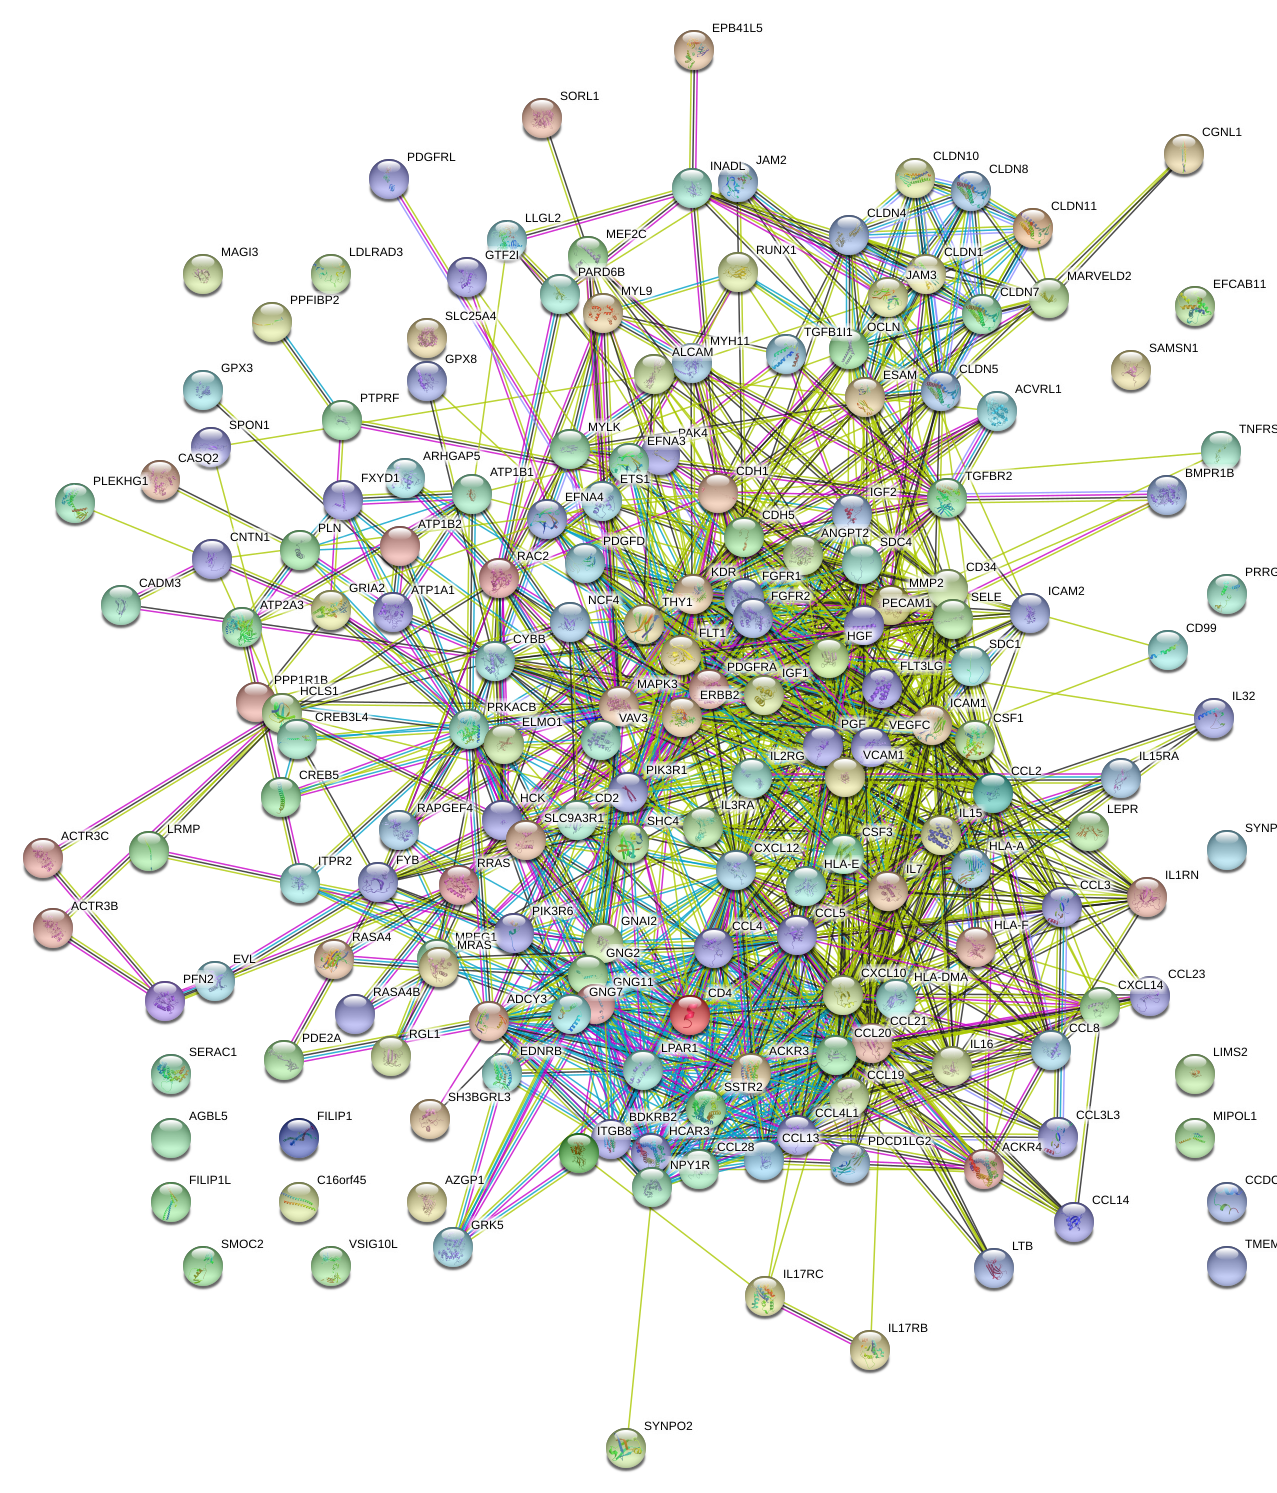 EPB41L5
SORL1
CGNL1
PDGFRL
INADL
JAM2
CLDN10
CLDN8
CLDN4
CLDN11
LLGL2
MEF2C
GTF2I
RUNX1
CLDN1
MAGI3
LDLRAD3
PARD6B
JAM3
MARVELD2
MYL9
CLDN7
EFCAB11
PPFIBP2
SLC25A4
MYH11
TGFB1I1
OCLN
ALCAM
SAMSN1
GPX3
GPX8
ESAM
CLDN5
ACVRL1
PTPRF
SPON1
MYLK
PAK4
EFNA3
TNFRS
CASQ2
ARHGAP5
CDH1
BMPR1B
PLEKHG1
FXYD1
ATP1B1
ETS1
IGF2
TGFBR2
EFNA4
CDH5
ANGPT2
PLN
ATP1B2
CNTN1
PDGFD
SDC4
RAC2
KDR
FGFR1
CD34
PRRG
CADM3
GRIA2
ATP1A1
MMP2
ATP2A3
NCF4
THY1
FGFR2
PECAM1
SELE
ICAM2
CYBB
FLT1
HGF
SDC1
CD99
PDGFRA
IGF1
FLT3LG
PPP1R1B
MAPK3
ERBB2
IL32
HCLS1
PRKACB
ICAM1
CREB3L4
ELMO1
VAV3
PGF
VEGFC
CSF1
IL2RG
VCAM1
IL15RA
CREB5
PIK3R1
CCL2
HCK
CD2
IL3RA
IL15
LEPR
RAPGEF4
SLC9A3R1
SHC4
SYNP
ACTR3C
LRMP
CSF3
CXCL12
HLA-E
HLA-A
ITPR2
FYB
RRAS
IL7
CCL3
IL1RN
ACTR3B
PIK3R6
GNAI2
CCL4
CCL5
HLA-F
RASA4
MPEG1
MRAS
EVL
PFN2
GNG2
CXCL10
HLA-DMA
CCL23
CXCL14
RASA4B
ADCY3
GNG11
GNG7
CD4
CCL21
CCL20
PDE2A
RGL1
CCL8
IL16
SERAC1
EDNRB
LPAR1
ACKR3
CCL19
LIMS2
SH3BGRL3
SSTR2
AGBL5
FILIP1
BDKRB2
ITGB8
HCAR3
CCL4L1
CCL3L3
MIPOL1
CCL13
PDCD1LG2
ACKR4
CCL28
NPY1R
FILIP1L
C16orf45
AZGP1
CCL14
CCDC
GRK5
SMOC2
VSIG10L
LTB
TMEM
IL17RC
IL17RB
SYNPO2